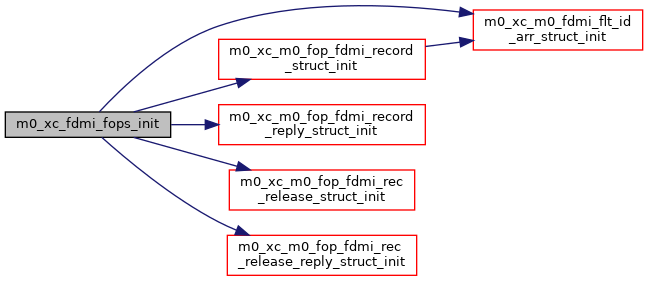 m0_xc_m0_fdmi_flt_id
_arr_struct_init
m0_xc_m0_fop_fdmi_record
_struct_init
m0_xc_fdmi_fops_init
m0_xc_m0_fop_fdmi_record
_reply_struct_init
m0_xc_m0_fop_fdmi_rec
_release_struct_init
m0_xc_m0_fop_fdmi_rec
_release_reply_struct_init